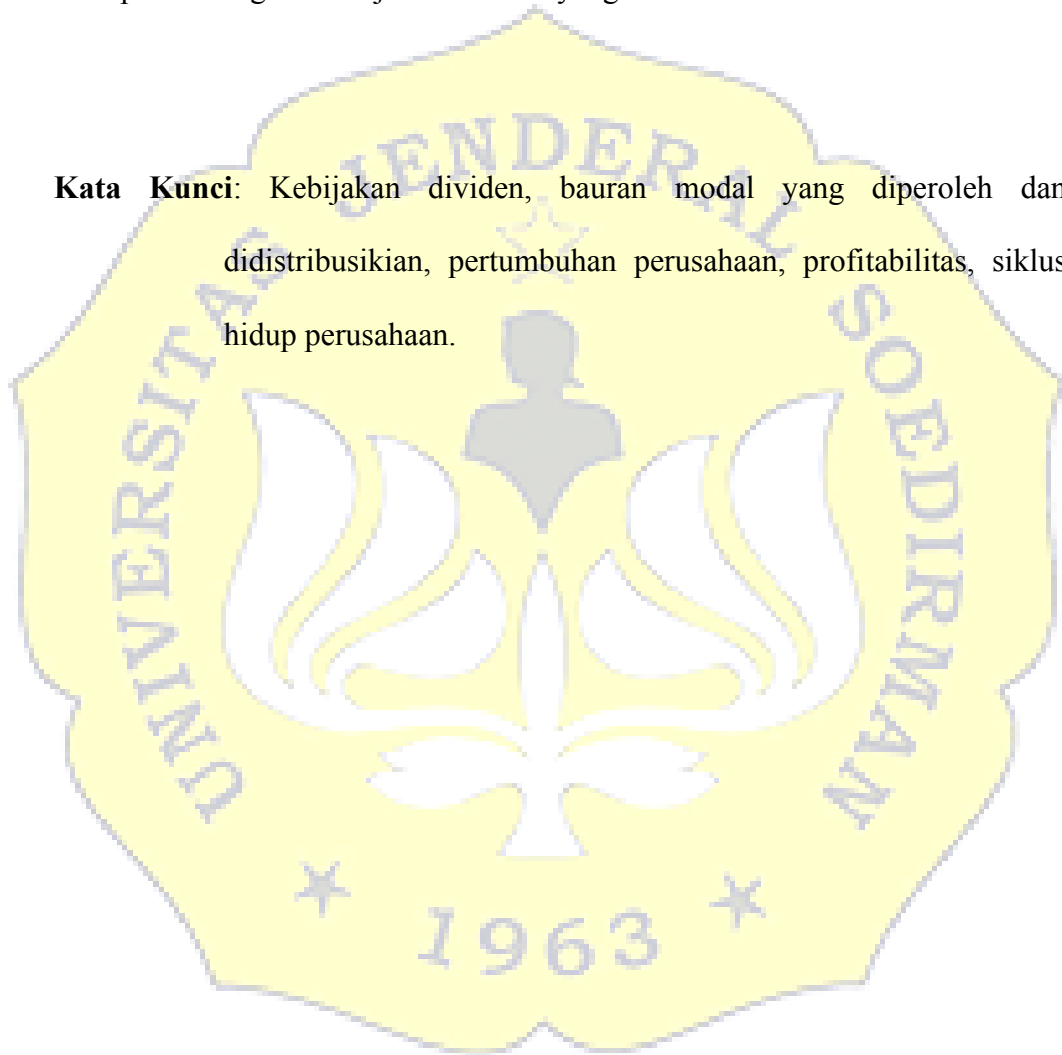 Kata Kunci: Kebijakan dividen, bauran modal yang diperoleh dan
didistribusikian, pertumbuhan perusahaan, profitabilitas, siklus
hidup perusahaan.
UNIVERSITAS JENDERAL SOEDIRMAN
1963